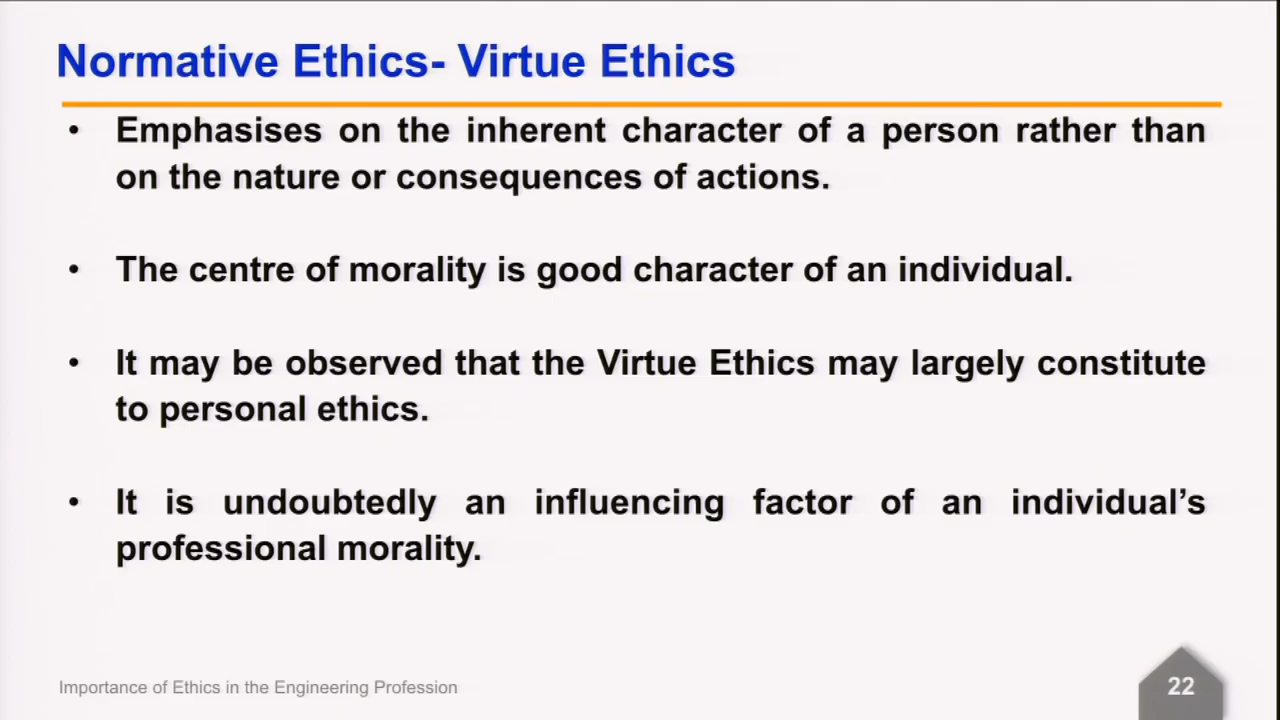 Normative Ethics- Virtue Ethics
• Emphasises on the inherent character of a person rather than
on the nature or consequences of actions.
• The centre of morality is good character of an individual.
• It may be observed that the Virtue Ethics may largely constitute
to personal ethics.
• It is undoubtedly an influencing factor of an individual’s
professional morality.
Importance of Ethics in the Engineering Profession
22